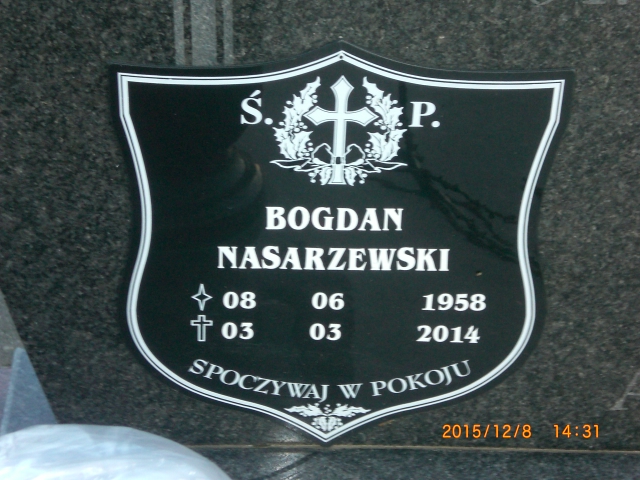 Ś. P.
BOGDAN
NASARZEWSKI
08 06 1958
03 03 2014
SPOCZYWAJ W POKOJU
2015/12/8 14:31